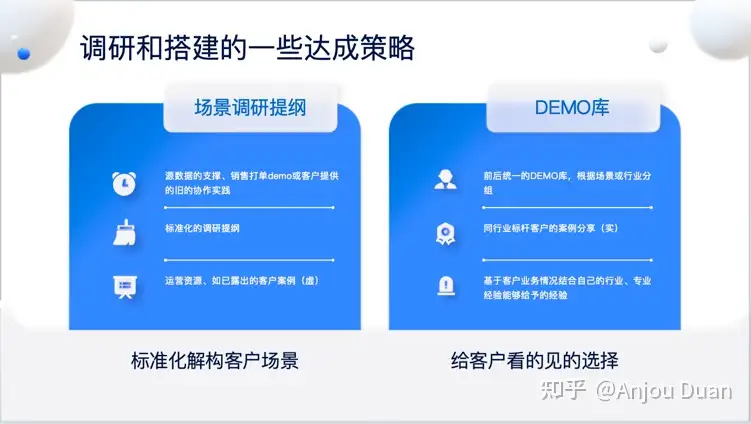 调研和搭建的一些达成策略
场景调研提纲
源数据的支撑、销售打单demo或客户提供
的旧的协作实践
标准化的调研提纲
运营资源、如已露出的客户案例（虚）
标准化解构客户场景
DEMO库
前后统一的DEMO库，根据场景或行业分
组
同行业标杆客户的案例分享（实）
基于客户业务情况结合自己的行业、专业
经验能够给予的经验
给客户看的见的选择
知乎 @Anjou Duan